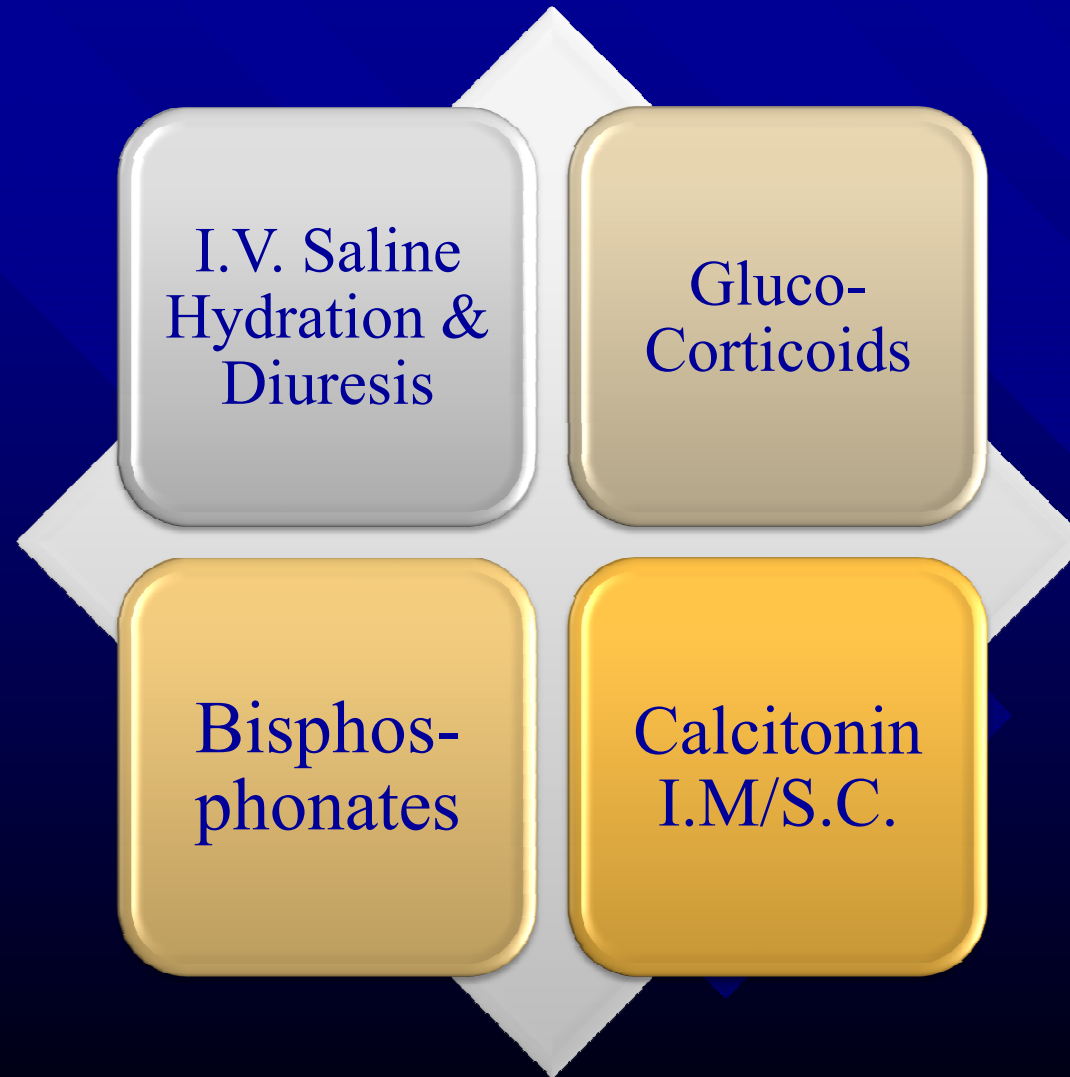 I.V. Saline
Hydration &
Diuresis
Gluco-
Corticoids
Bisphos-
phonates
Calcitonin
I.M/S.C.